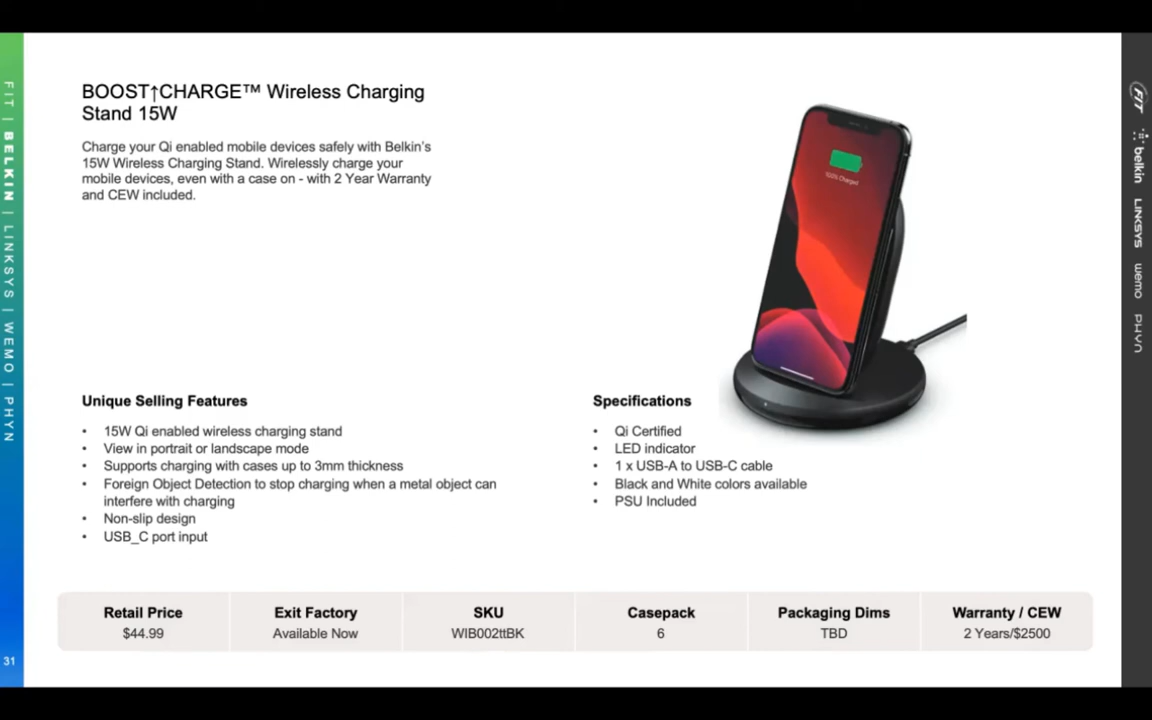 BOOST↑CHARGE™ Wireless Charging
Stand 15W
Charge your Qi enabled mobile devices safely with Belkin's
15W Wireless Charging Stand. Wirelessly charge your
mobile devices, even with a case on - with 2 Year Warranty
and CEW included.
100% Charged
Unique Selling Features
• 15W Qi enabled wireless charging stand
• View in portrait or landscape mode
• Supports charging with cases up to 3mm thickness
• Foreign Object Detection to stop charging when a metal object can
interfere with charging
• Non-slip design
• USB_C port input
Specifications
• Qi Certified
• LED indicator
• 1 x USB-A to USB-C cable
• Black and White colors available
• PSU Included
Retail Price
$44.99
Exit Factory
Available Now
SKU
WIB002ttBK
Casepack
6
Packaging Dims
TBD
Warranty / CEW
2 Years/$2500
FIT | BELKIN | LINKSYS | WEMO | PHYN
31
FIT
belkin
LINKSYS
wemo
PHYN